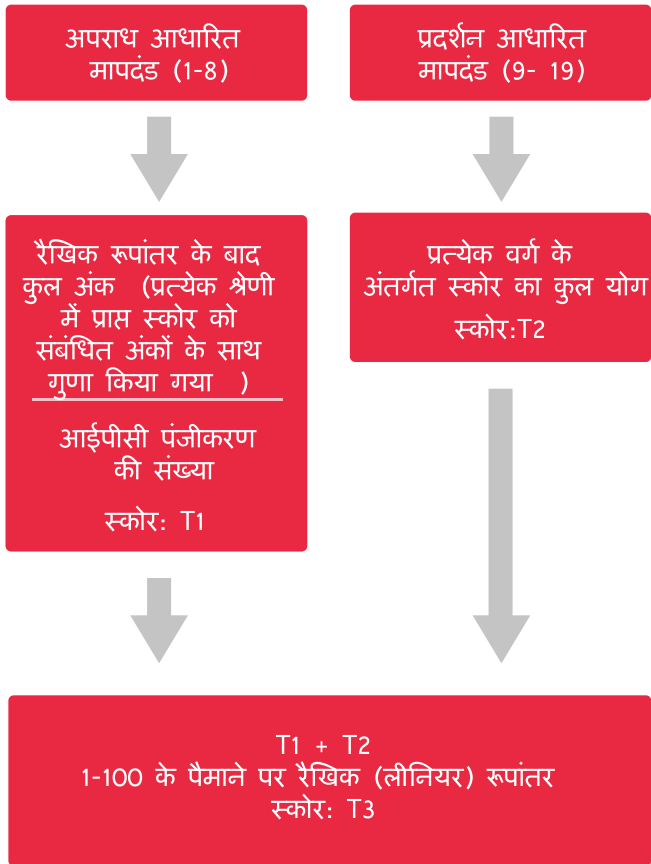 अपराध आधारित
मापदंड (1-8)
रैखिक रूपांतर के बाद
कुल अंक (प्रत्येक श्रेणी
में प्राप्त स्कोर को
संबंधित अंकों के साथ
गुणा किया गया )
आईपीसी पंजीकरण
की संख्या
स्कोर: T1
प्रदर्शन आधारित
मापदंड (9- 19)
प्रत्येक वर्ग के
अंतर्गत स्कोर का कुल योग
स्कोर:T2
T1 + T2
1-100 के पैमाने पर रैखिक (लीनियर) रूपांतर
स्कोर: T3